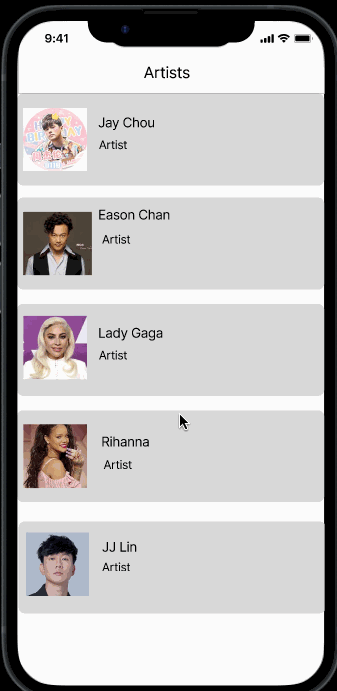 9:41
Artists
Jay Chou
Artist
Eason Chan
Artist
Lady Gaga
Artist
Rihanna
Artist
JJ Lin
Artist